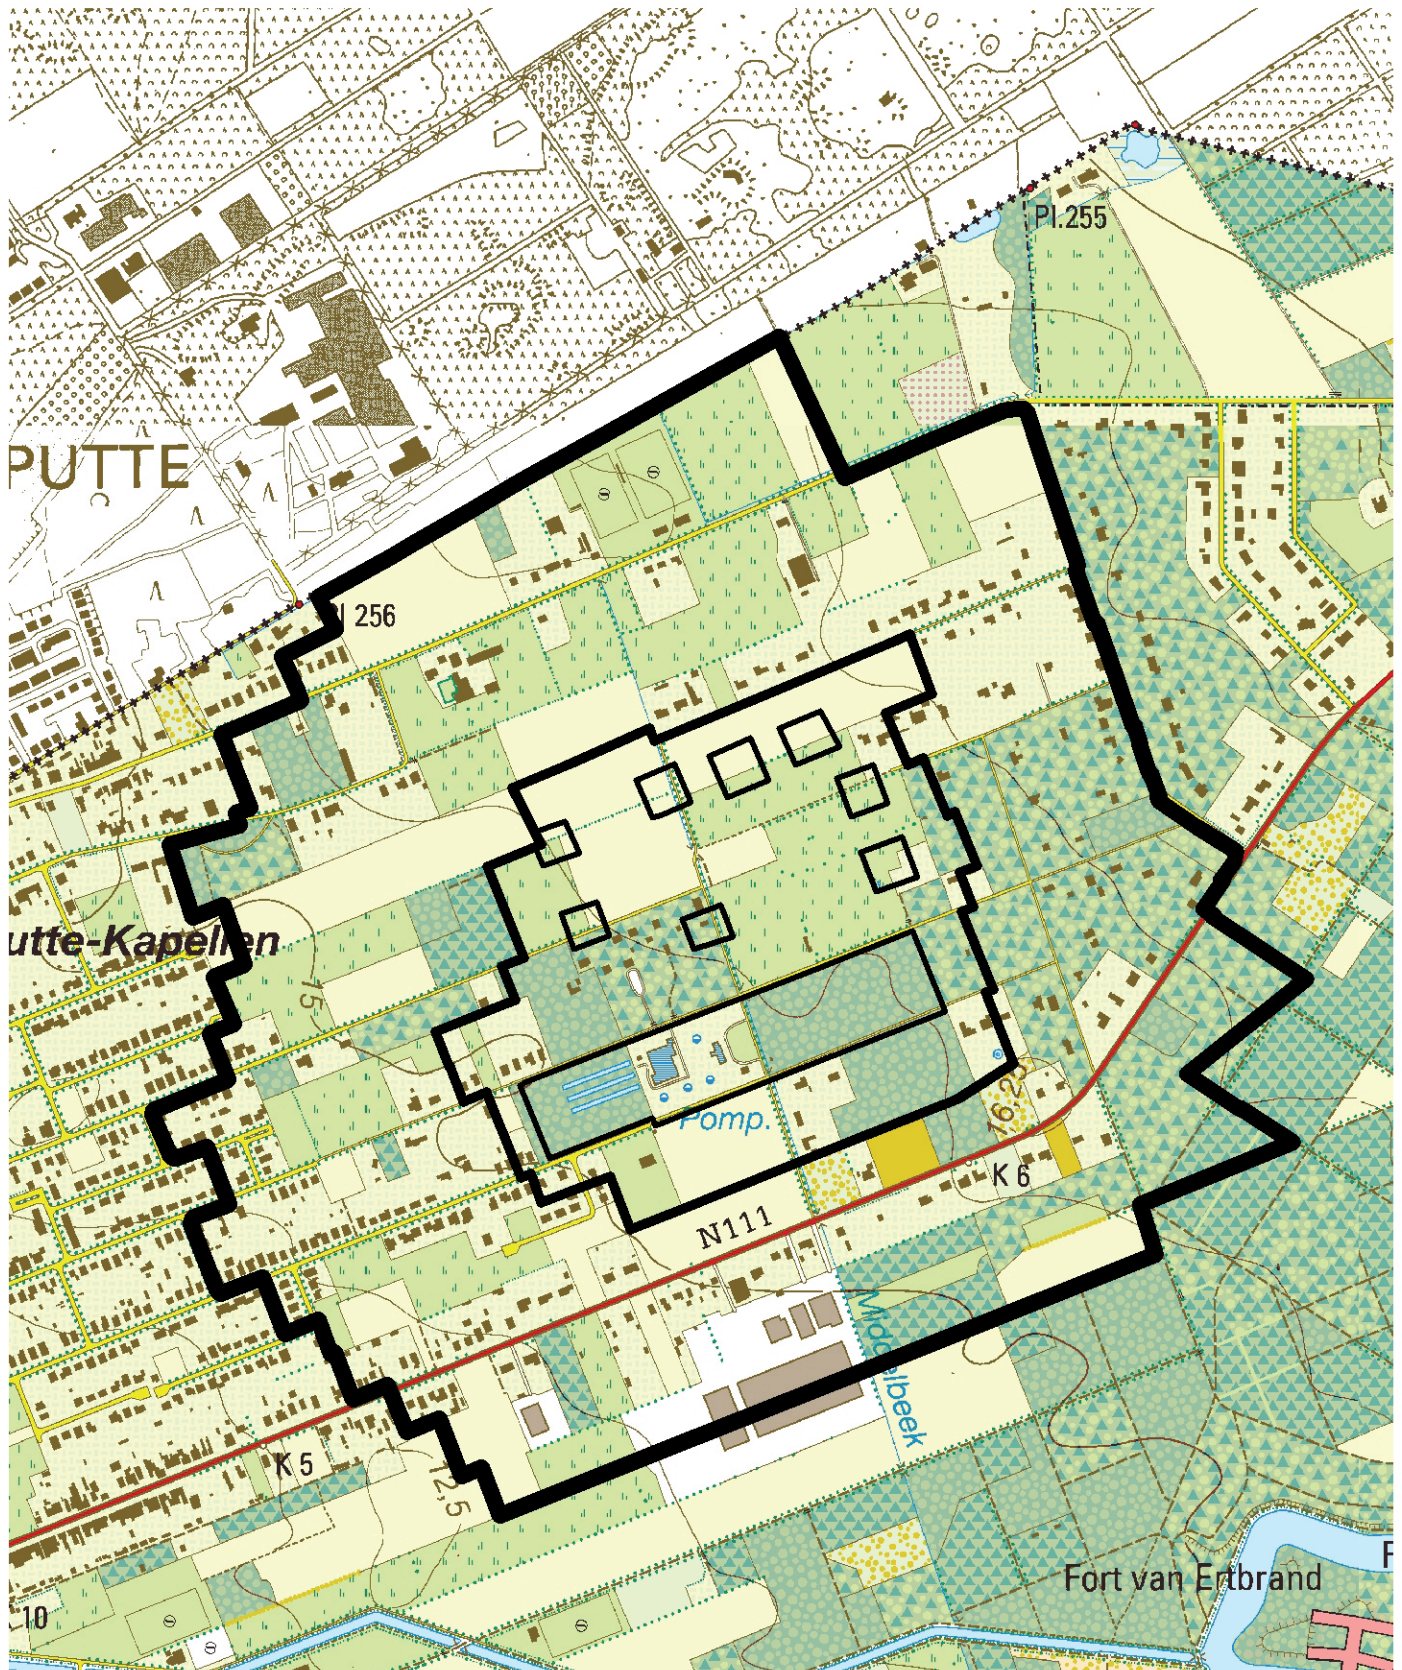 PI.255
PUTTE
256
utte-Kapellen
15
Pomp.
16,25
K 6
N111
Middelbeek
K 5
12,5
Fort van Ertbrand
F
10